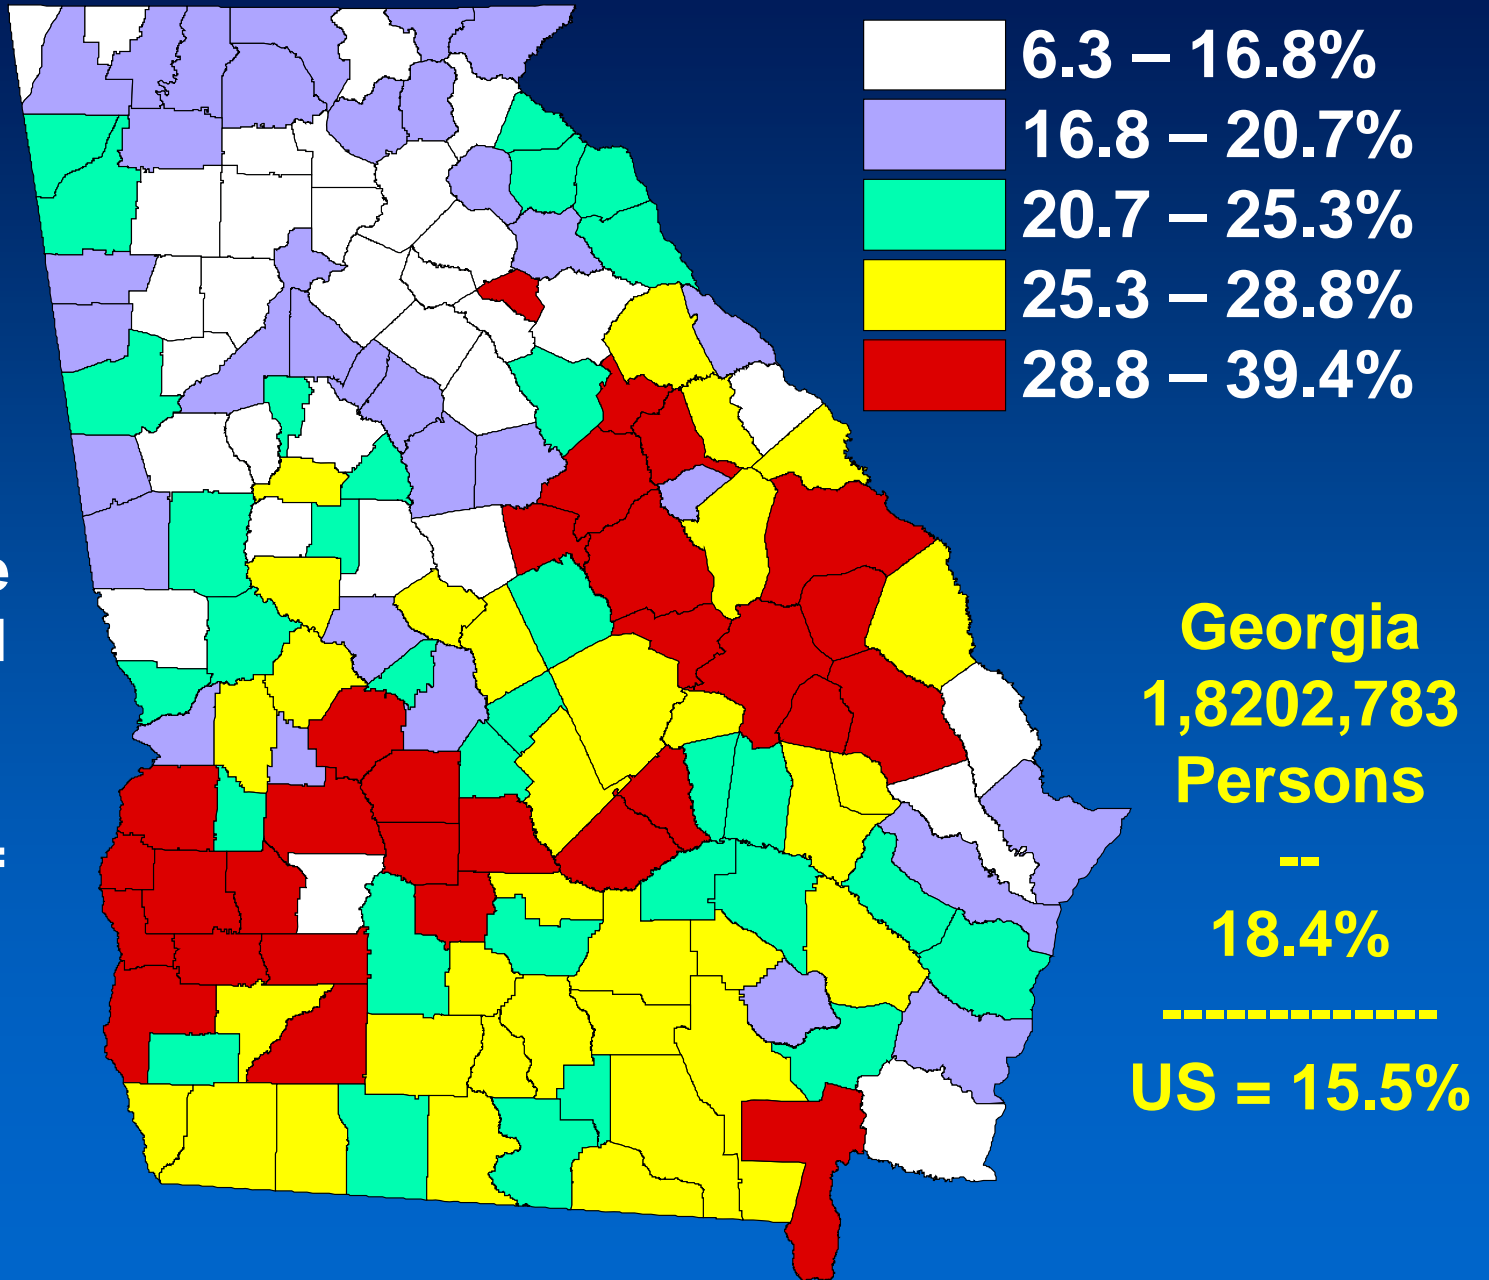 6.3 – 16.8%
16.8 – 20.7%
20.7 – 25.3%
25.3 – 28.8%
28.8 – 39.4%
Georgia
1,8202,783
Persons
--
18.4%
-------------
US = 15.5%